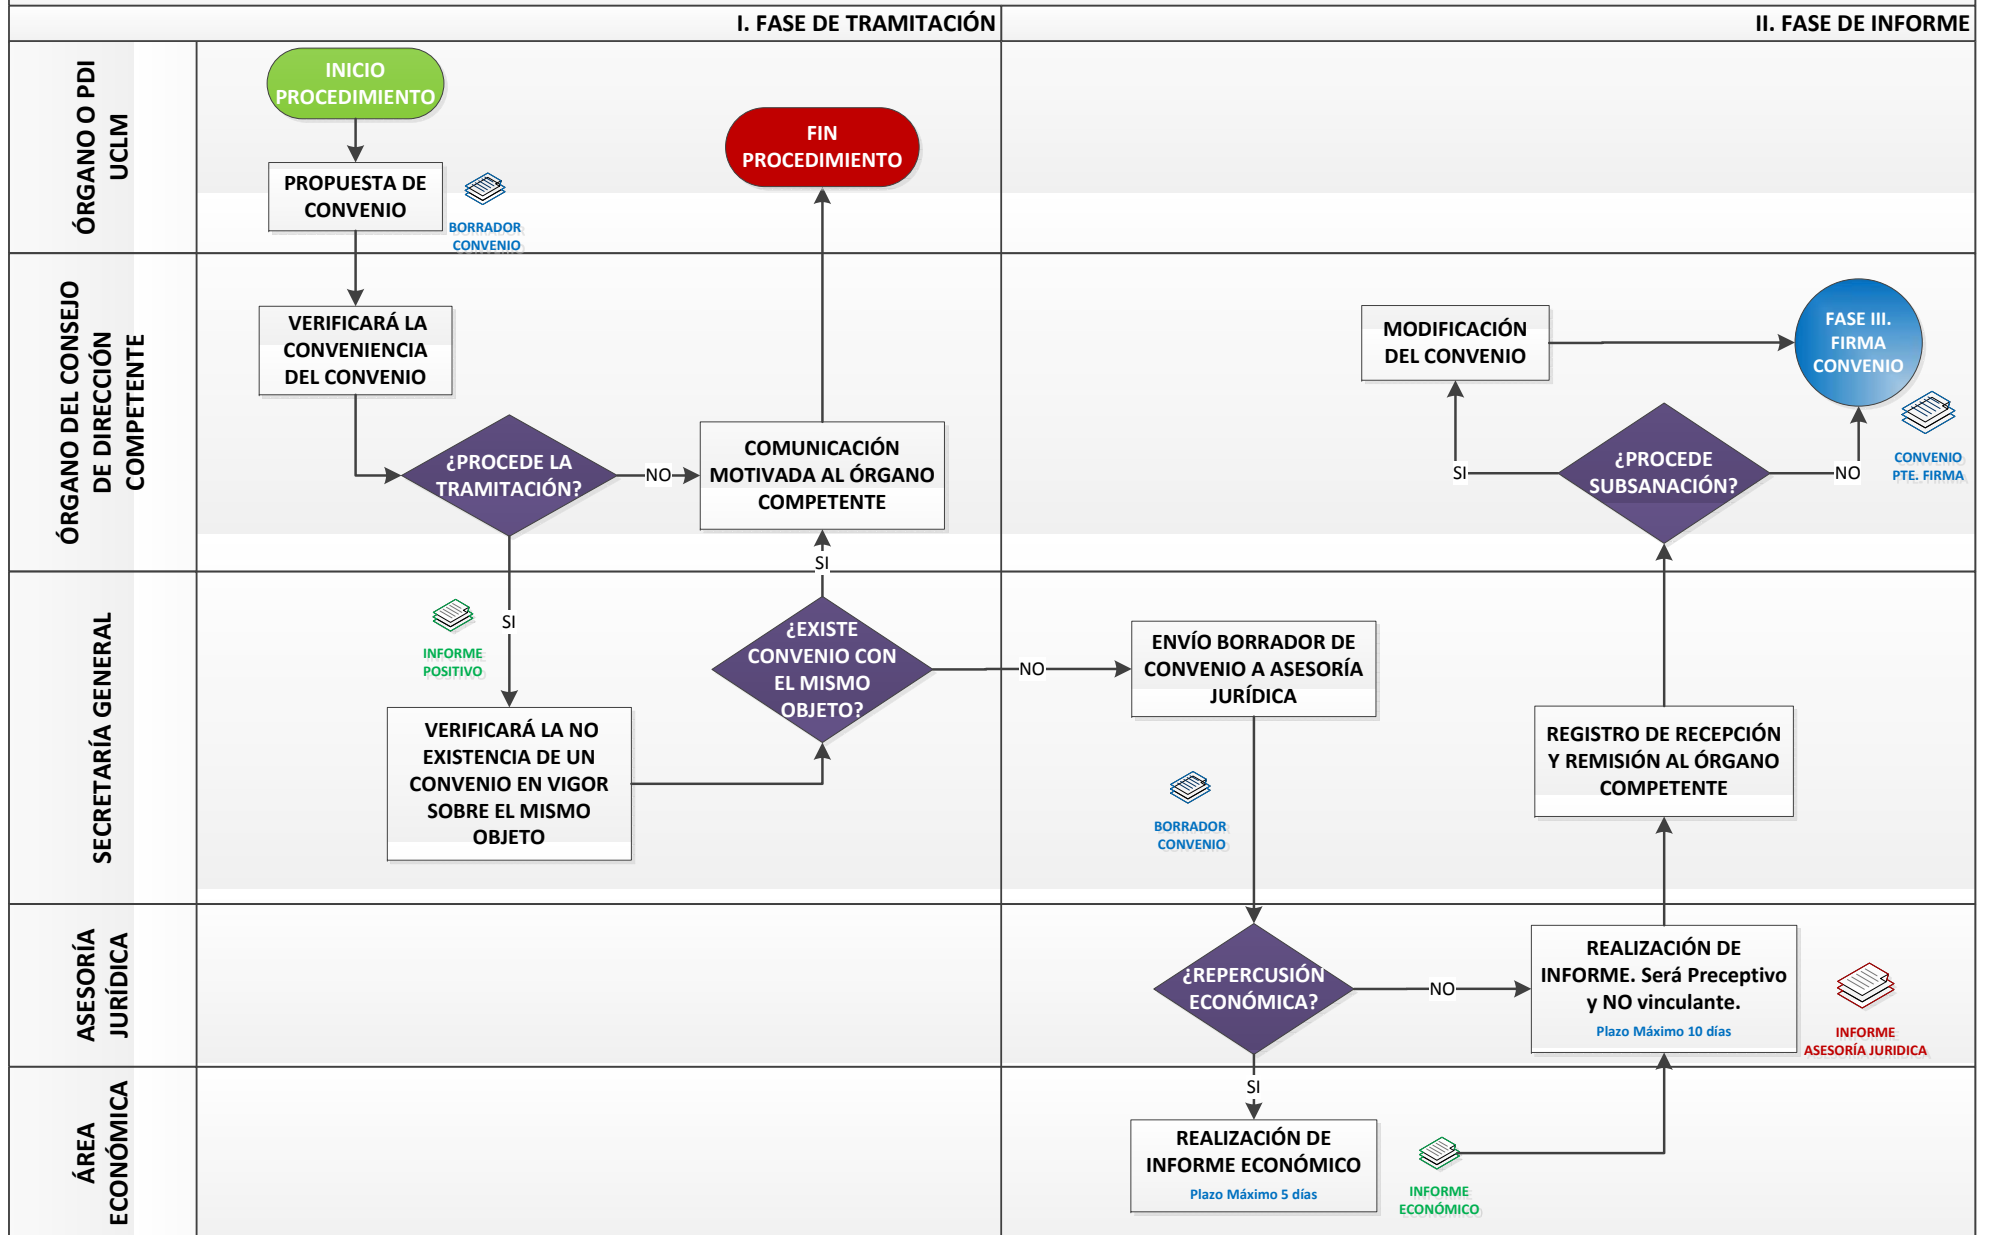 I. FASE DE TRAMITACIÓN
II. FASE DE INFORME
ÓRGANO O PDI
UCLM
INICIO
PROCEDIMIENTO
PROPUESTA DE
CONVENIO
BORRADOR
CONVENIO
FIN
PROCEDIMIENTO
ÓRGANO DEL CONSEJO
DE DIRECCIÓN
COMPETENTE
VERIFICARÁ LA
CONVENIENCIA
DEL CONVENIO
¿PROCEDE LA
TRAMITACIÓN?
NO
COMUNICACIÓN
MOTIVADA AL ÓRGANO
COMPETENTE
SI
MODIFICACIÓN
DEL CONVENIO
FASE III.
FIRMA
CONVENIO
SI
¿PROCEDE
SUBSANACIÓN?
NO
CONVENIO
PTE. FIRMA
SECRETARÍA GENERAL
INFORME
POSITIVO
SI
VERIFICARÁ LA NO
EXISTENCIA DE UN
CONVENIO EN VIGOR
SOBRE EL MISMO
OBJETO
¿EXISTE
CONVENIO CON
EL MISMO
OBJETO?
NO
ENVÍO BORRADOR DE
CONVENIO A ASESORÍA
JURÍDICA
BORRADOR
CONVENIO
REGISTRO DE RECEPCIÓN
Y REMISIÓN AL ÓRGANO
COMPETENTE
ASESORÍA
JURÍDICA
¿REPERCUSIÓN
ECONÓMICA?
NO
REALIZACIÓN DE
INFORME. Será Preceptivo
y NO vinculante.
Plazo Máximo 10 días
INFORME
ASESORÍA JURIDICA
ÁREA
ECONÓMICA
SI
REALIZACIÓN DE
INFORME ECONÓMICO
Plazo Máximo 5 días
INFORME
ECONÓMICO